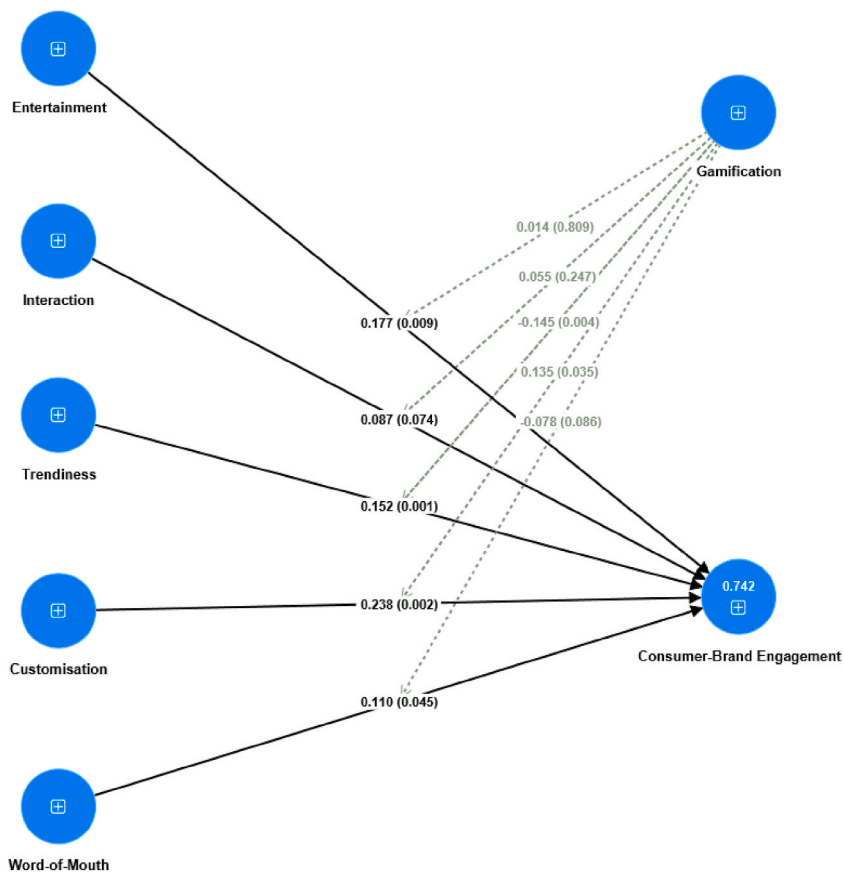 Entertainment
Gamification
0.014 (0.809)
0.055 (0.247)
Interaction
0.177 (0.009)
-0.145 (0.004)
0.135 (0.035)
0.087 (0.074)
-0.078 (0.086)
Trendiness
0.152 (0.001)
0.742
0.238 (0.002)
Consumer-Brand Engagement
Customisation
0.110 (0.045)
Word-of-Mouth